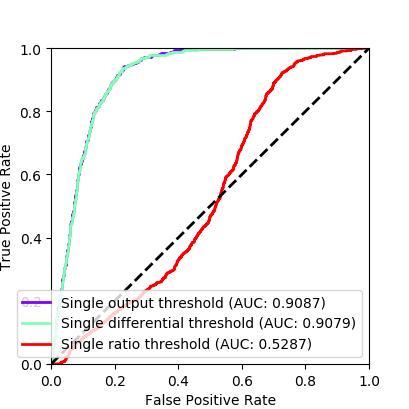 1.0
0.8
0.6
0.4
0.2
0.0
True Positive Rate
Single output threshold (AUC: 0.9087)
Single differential threshold (AUC: 0.9079)
Single ratio threshold (AUC: 0.5287)
0.0 0.2 0.4 0.6 0.8 1.0
False Positive Rate